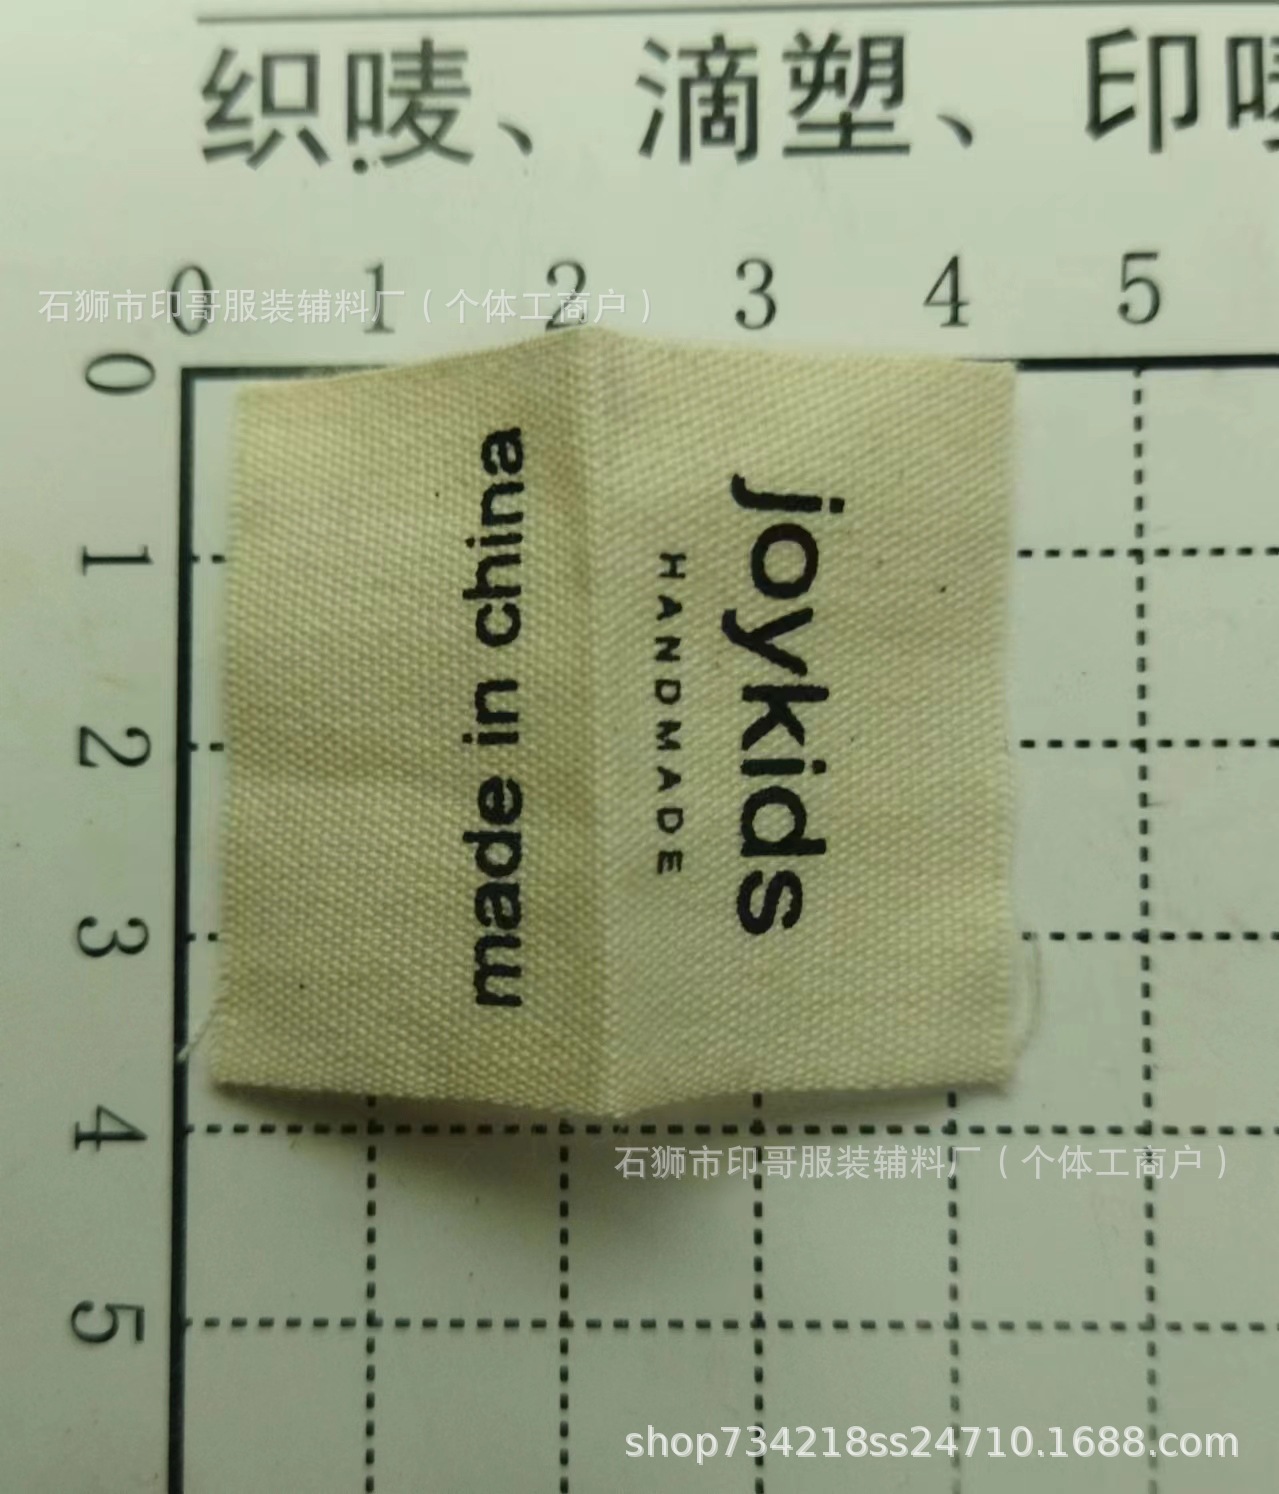 织唛、滴塑、印唛
0 1 2 3 4 5
石狮市印哥服装辅料厂（个体工商户）
0
1
2
3
4
5
made in china
joykids
HANDMADE
石狮市印哥服装辅料厂（个体工商户）
shop734218ss24710.1688.com